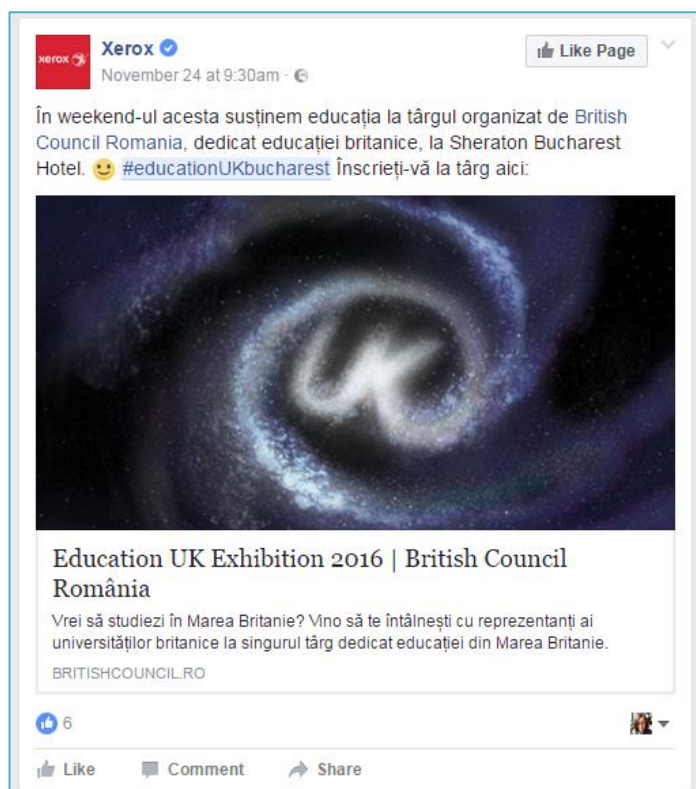 xerox
Xerox
Like Page
November 24 at 9:30am ·
În weekend-ul acesta susținem educația la târgul organizat de British
Council Romania, dedicat educației britanice, la Sheraton Bucharest
Hotel. 🙂 #educationUKbucharest Înscrieți-vă la târg aici:
UK
Education UK Exhibition 2016 | British Council
România
Vrei să studiezi în Marea Britanie? Vino să te întâlnești cu reprezentanți ai
universităților britanice la singurul târg dedicat educației din Marea Britanie.
BRITISHCOUNCIL.RO
6
Like Comment Share